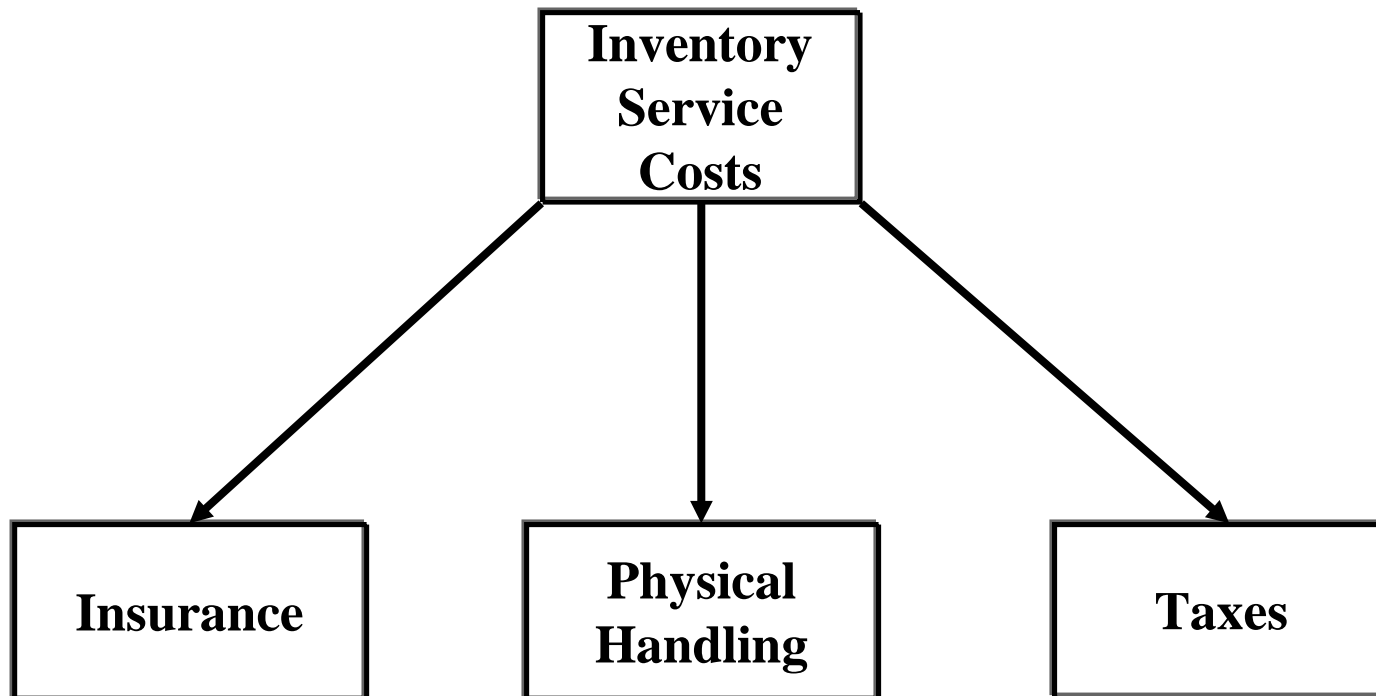 Inventory
Service
Costs
Insurance
Physical
Handling
Taxes